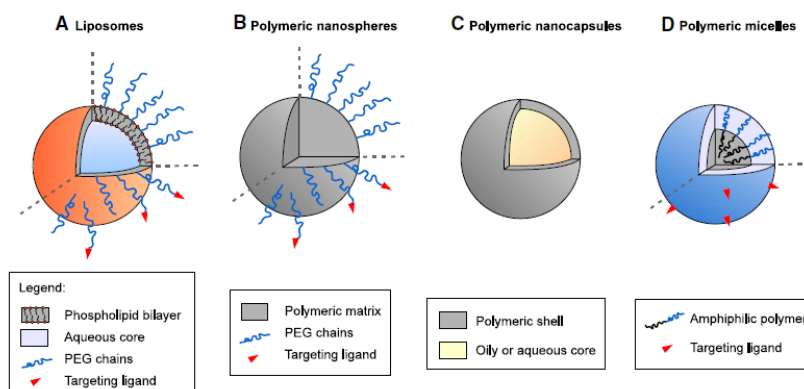 A Liposomes
B Polymeric nanospheres
C Polymeric nanocapsules
D Polymeric micelles
Legend:
Phospholipid bilayer
Aqueous core
PEG chains
Targeting ligand
Polymeric matrix
PEG chains
Targeting ligand
Polymeric shell
Oily or aqueous core
Amphiphilic polymer
Targeting ligand